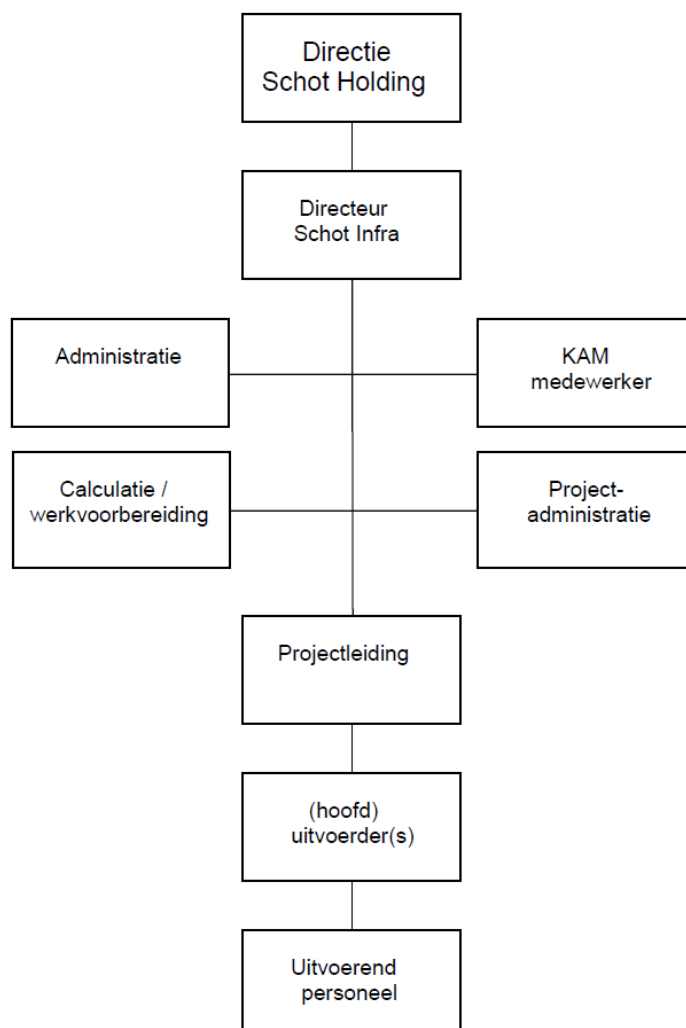 Directie
Schot Holding
Directeur
Schot Infra
Administratie
KAM
medewerker
Calculatie /
werkvoorbereiding
Project-
administratie
Projectleiding
(hoofd)
uitvoerder(s)
Uitvoerend
personeel